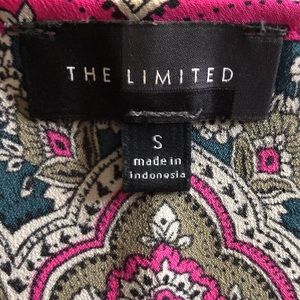 THE LIMITED
S
made in
indonesia